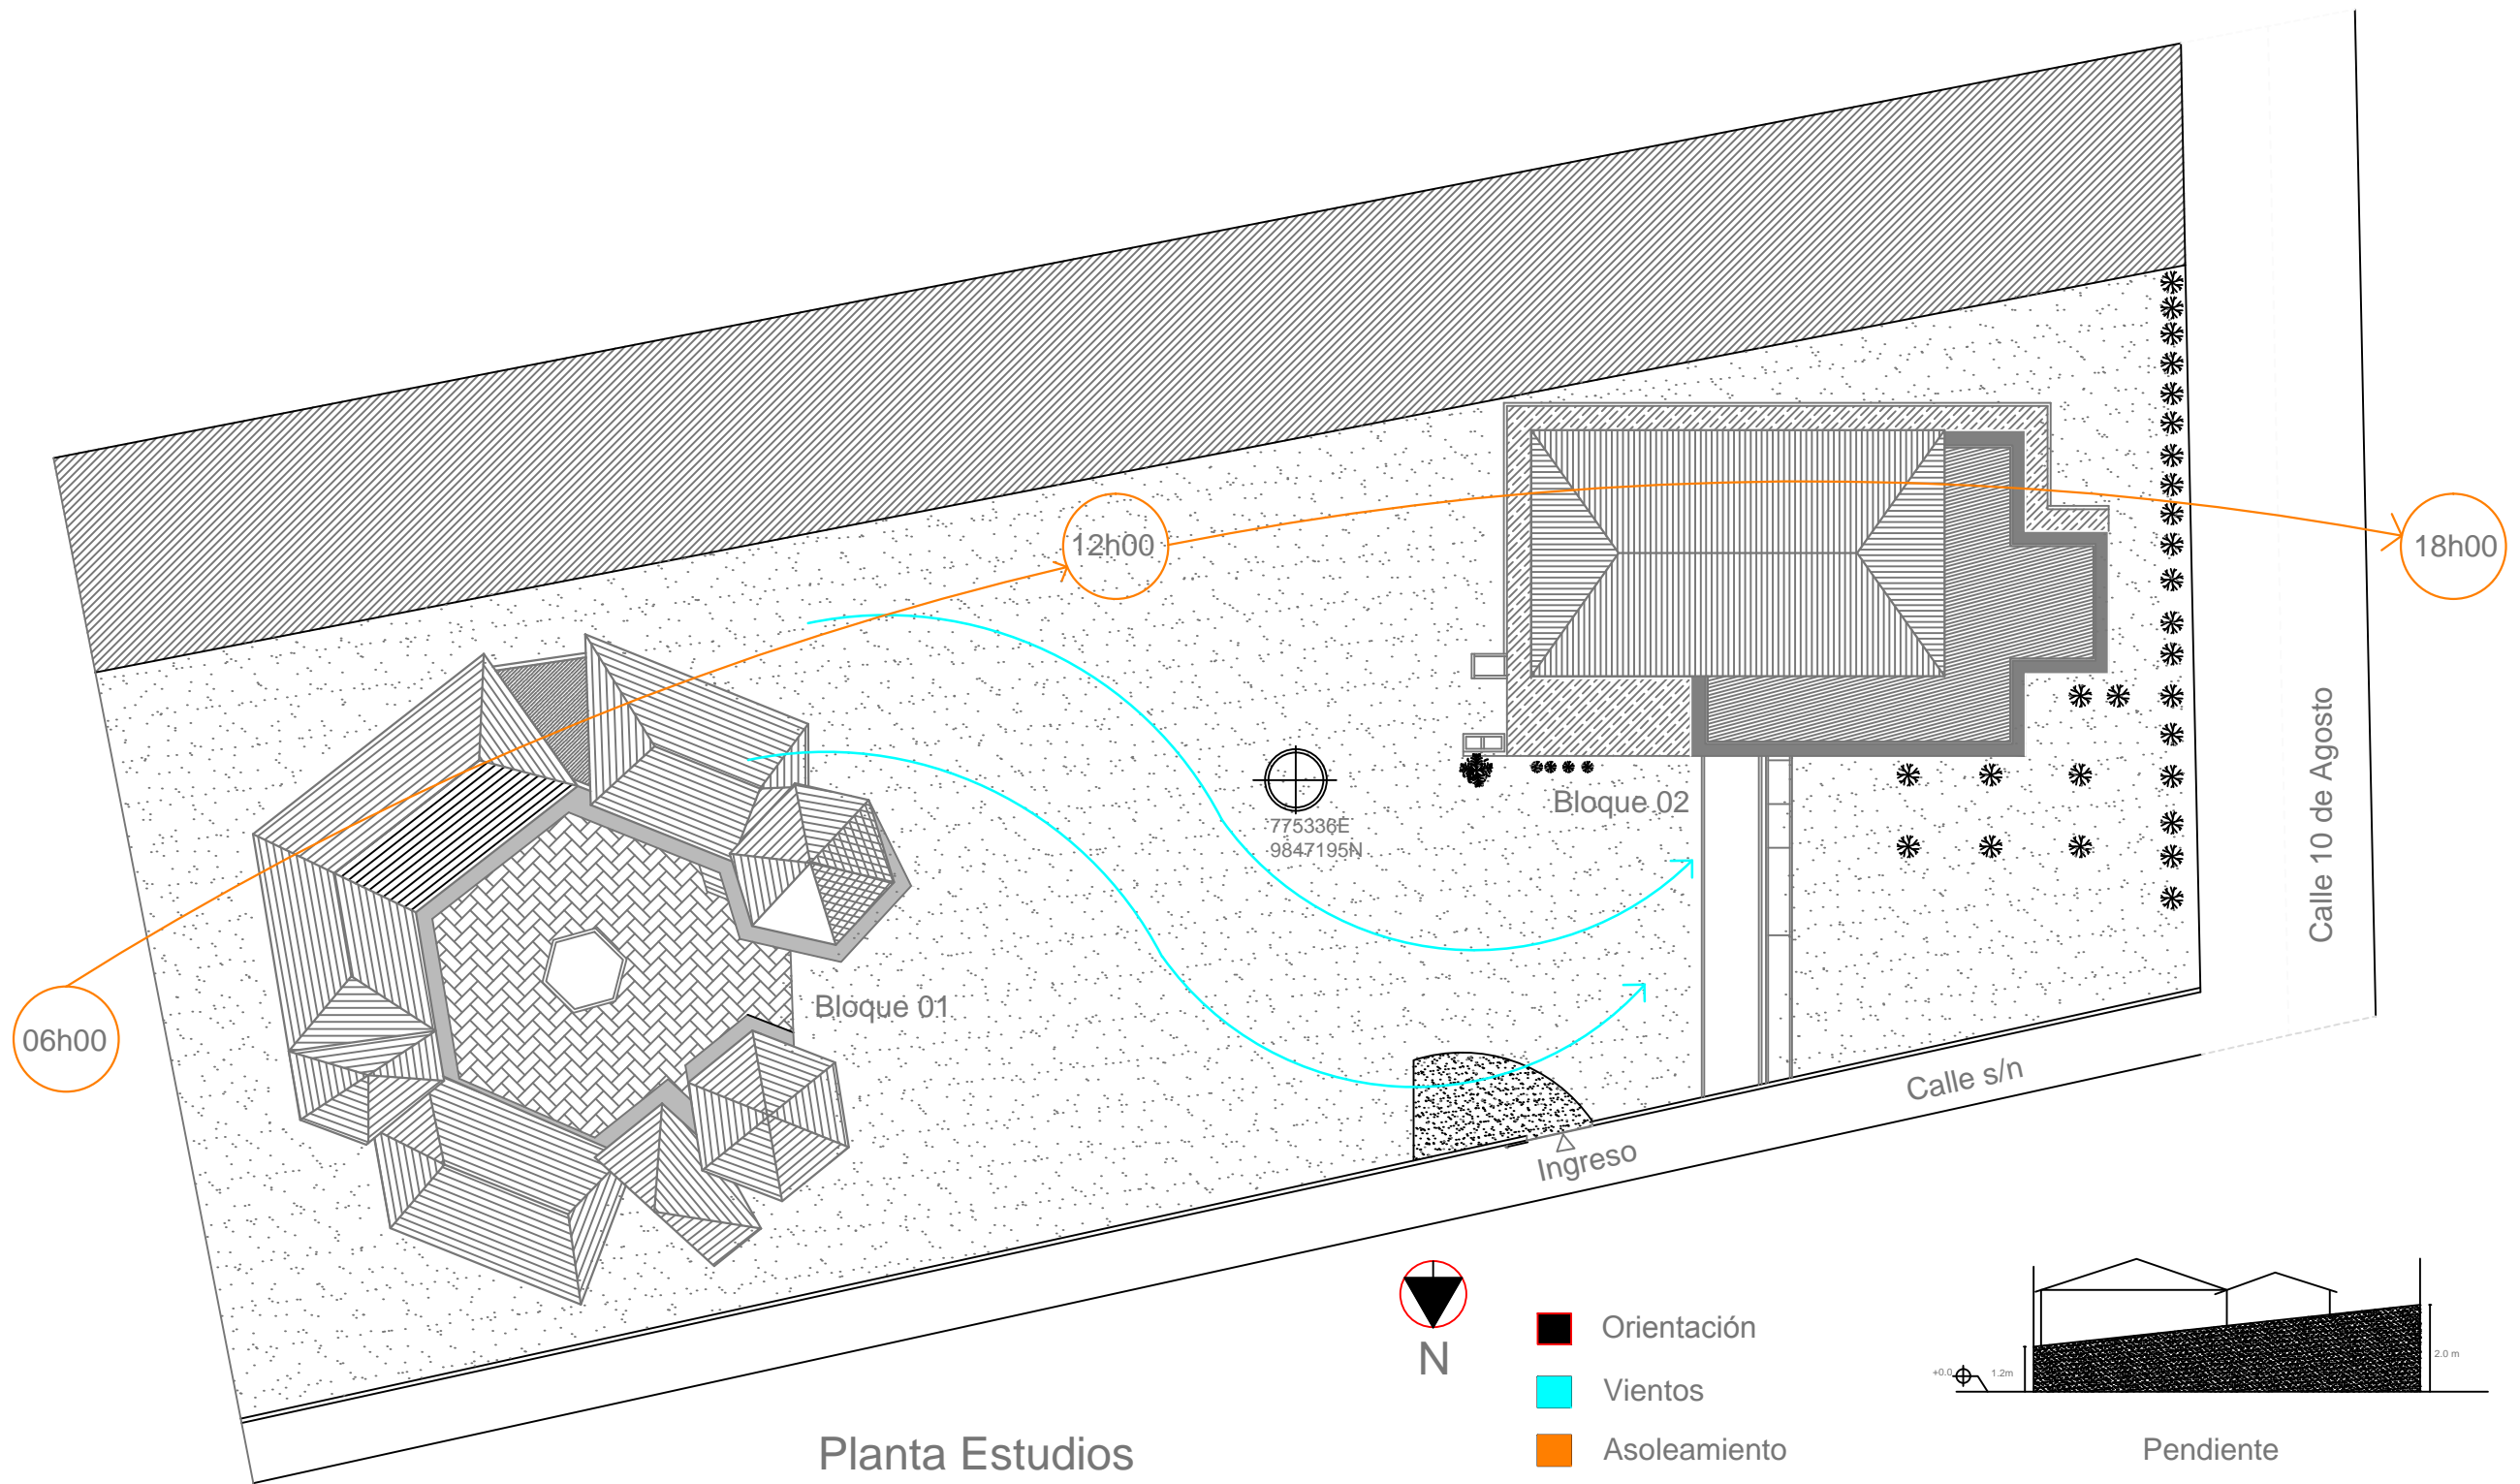 12h00
18h00
06h00
775336E
9847195N
Bloque 02
Bloque 01
Calle 10 de Agosto
Calle s/n
Ingreso
N
Orientación
Vientos
Asoleamiento
+0.0
1.2m
2.0 m
Pendiente
Planta Estudios